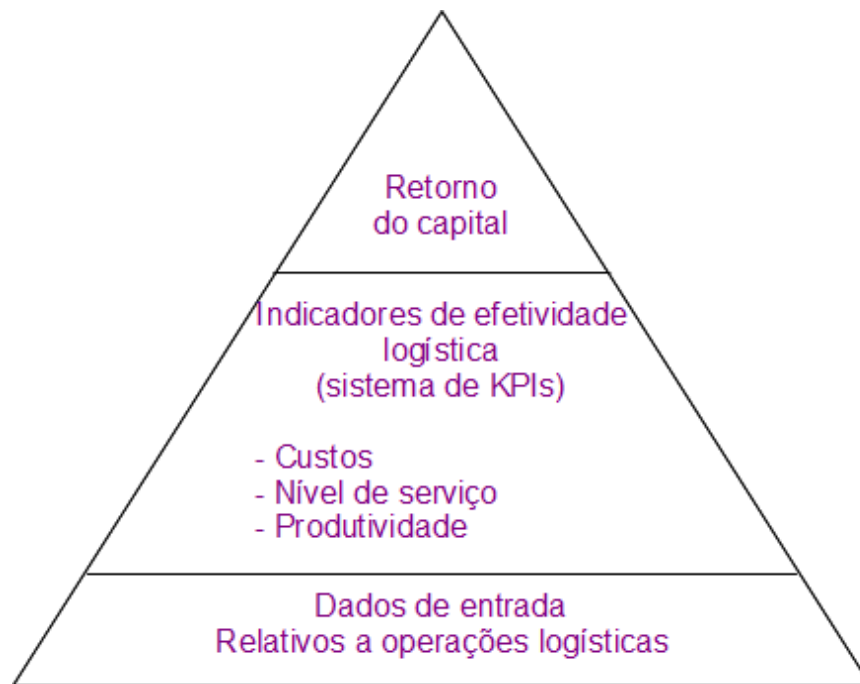 Retorno
do capital
Indicadores de efetividade
logística
(sistema de KPIs)
- Custos
- Nível de serviço
- Produtividade
Dados de entrada
Relativos a operações logísticas